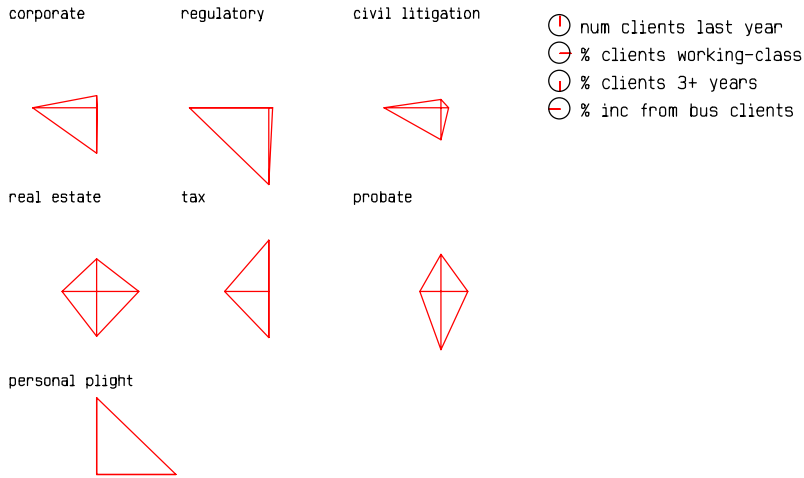 corporate
regulatory
civil litigation
num clients last year
% clients working-class
% clients 3+ years
% inc from bus clients
real estate
tax
probate
personal plight